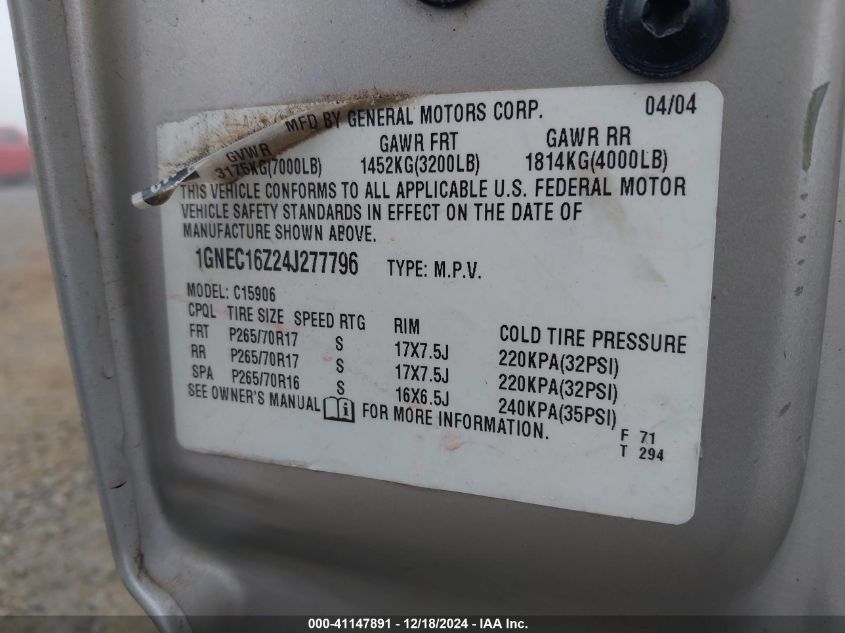 MFD BY GENERAL MOTORS CORP. 04/04
GVWR GAWR FRT GAWR RR
3175KG(7000LB) 1452KG(3200LB) 1814KG(4000LB)
THIS VEHICLE CONFORMS TO ALL APPLICABLE U.S. FEDERAL MOTOR
VEHICLE SAFETY STANDARDS IN EFFECT ON THE DATE OF
MANUFACTURE SHOWN ABOVE.
1GNEC16Z24J277796 TYPE: M.P.V.
MODEL: C15906
CPQL TIRE SIZE SPEED RTG RIM COLD TIRE PRESSURE
FRT P265/70R17 S 17X7.5J 220KPA(32PSI)
RR P265/70R17 S 17X7.5J 220KPA(32PSI)
SPA P265/70R16 S 16X6.5J 240KPA(35PSI)
SEE OWNER'S MANUAL FOR MORE INFORMATION.
F 71
T 294
000-41147891 - 12/18/2024 - IAA Inc.